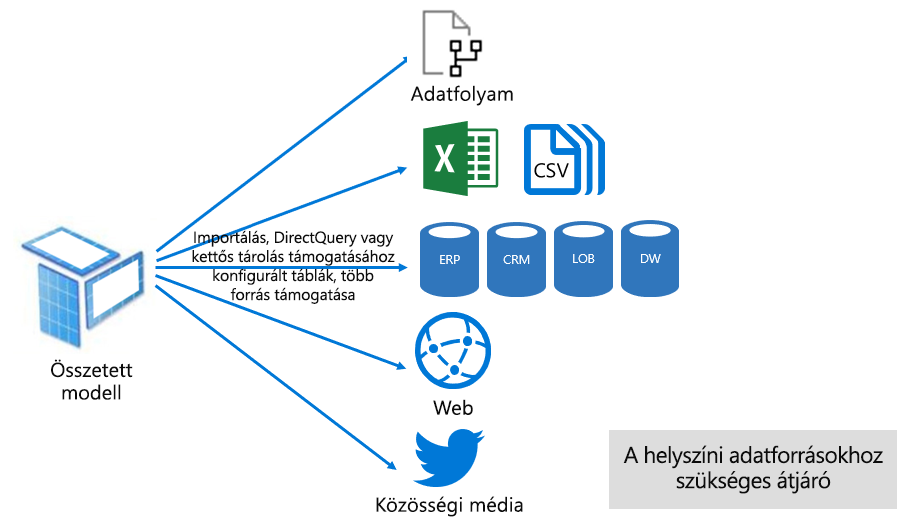 Adatfolyam
X
CSV
Importálás, DirectQuery vagy
kettős tárolás támogatásához
konfigurált táblák, több
forrás támogatása
ERP
CRM
LOB
DW
Összetett
modell
Web
Közösségi média
A helyszíni adatforrásokhoz
szükséges átjáró